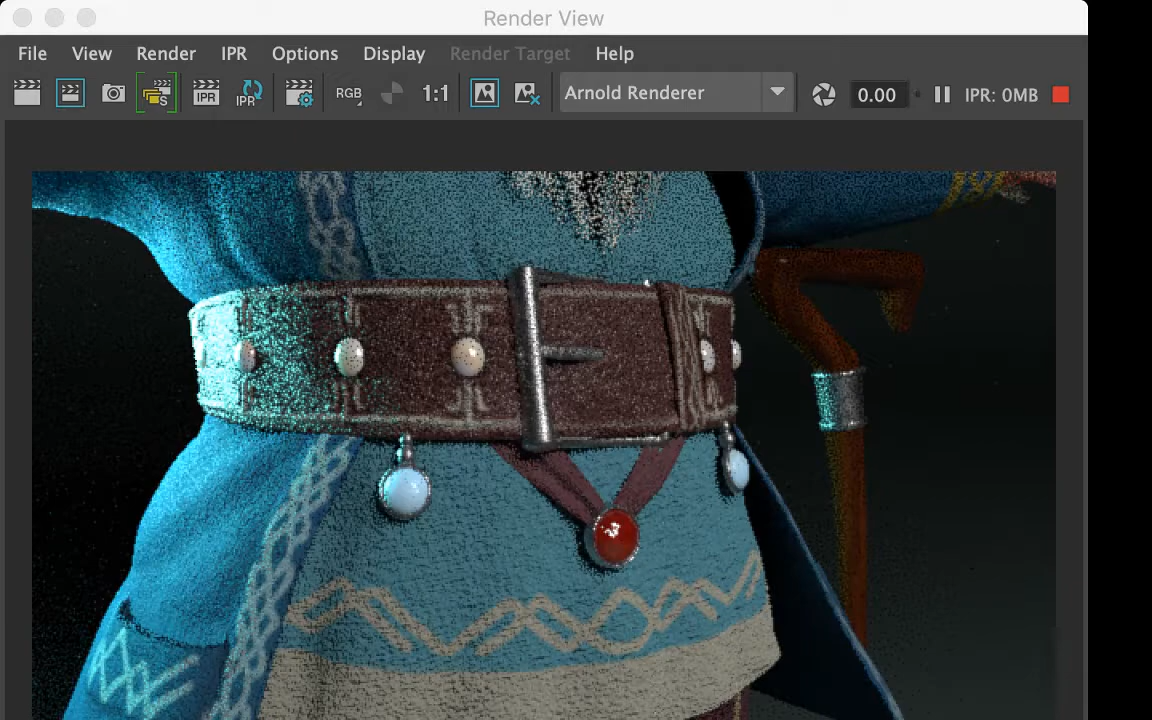 Render View
File View Render IPR Options Display Render Target Help
S IPR IPR RGB 1:1 Arnold Renderer 0.00 IPR: 0MB